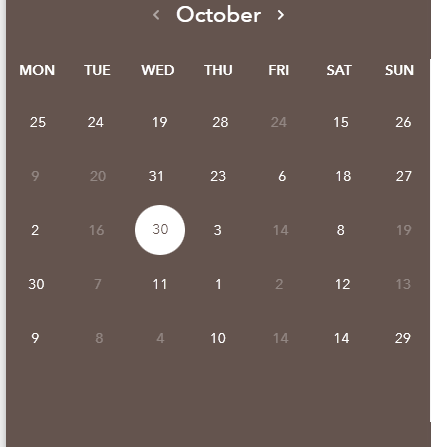 ‹ October ›
MON TUE WED THU FRI SAT SUN
25 24 19 28 24 15 26
9 20 31 23 6 18 27
2 16 30 3 14 8 19
30 7 11 1 2 12 13
9 8 4 10 14 14 29